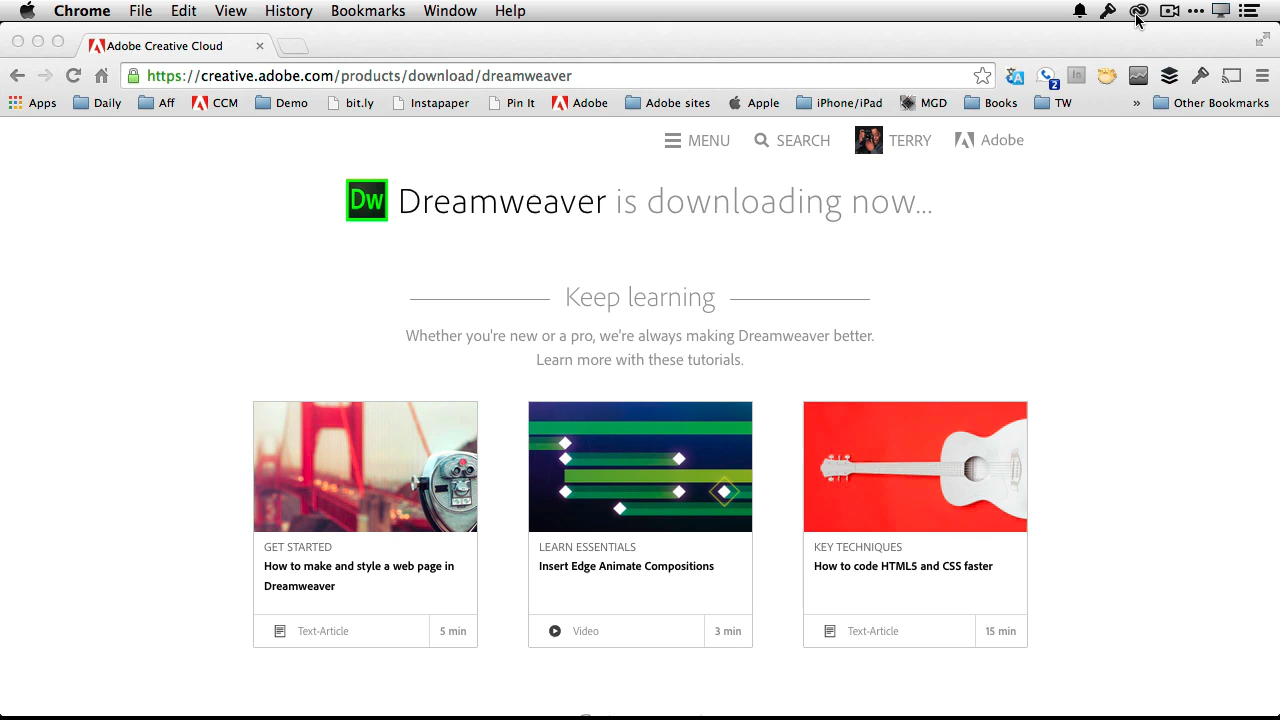 Chrome File Edit View History Bookmarks Window Help
Adobe Creative Cloud
https://creative.adobe.com/products/download/dreamweaver
In
2
Apps Daily Aff CCM Demo bit.ly Instapaper Pin It Adobe Adobe sites Apple iPhone/iPad MGD Books TW » Other Bookmarks
MENU SEARCH TERRY Adobe
Dw Dreamweaver is downloading now...
Keep learning
Whether you're new or a pro, we're always making Dreamweaver better.
Learn more with these tutorials.
GET STARTED
How to make and style a web page in
Dreamweaver
Text-Article 5 min
LEARN ESSENTIALS
Insert Edge Animate Compositions
Video 3 min
KEY TECHNIQUES
How to code HTML5 and CSS faster
Text-Article 15 min